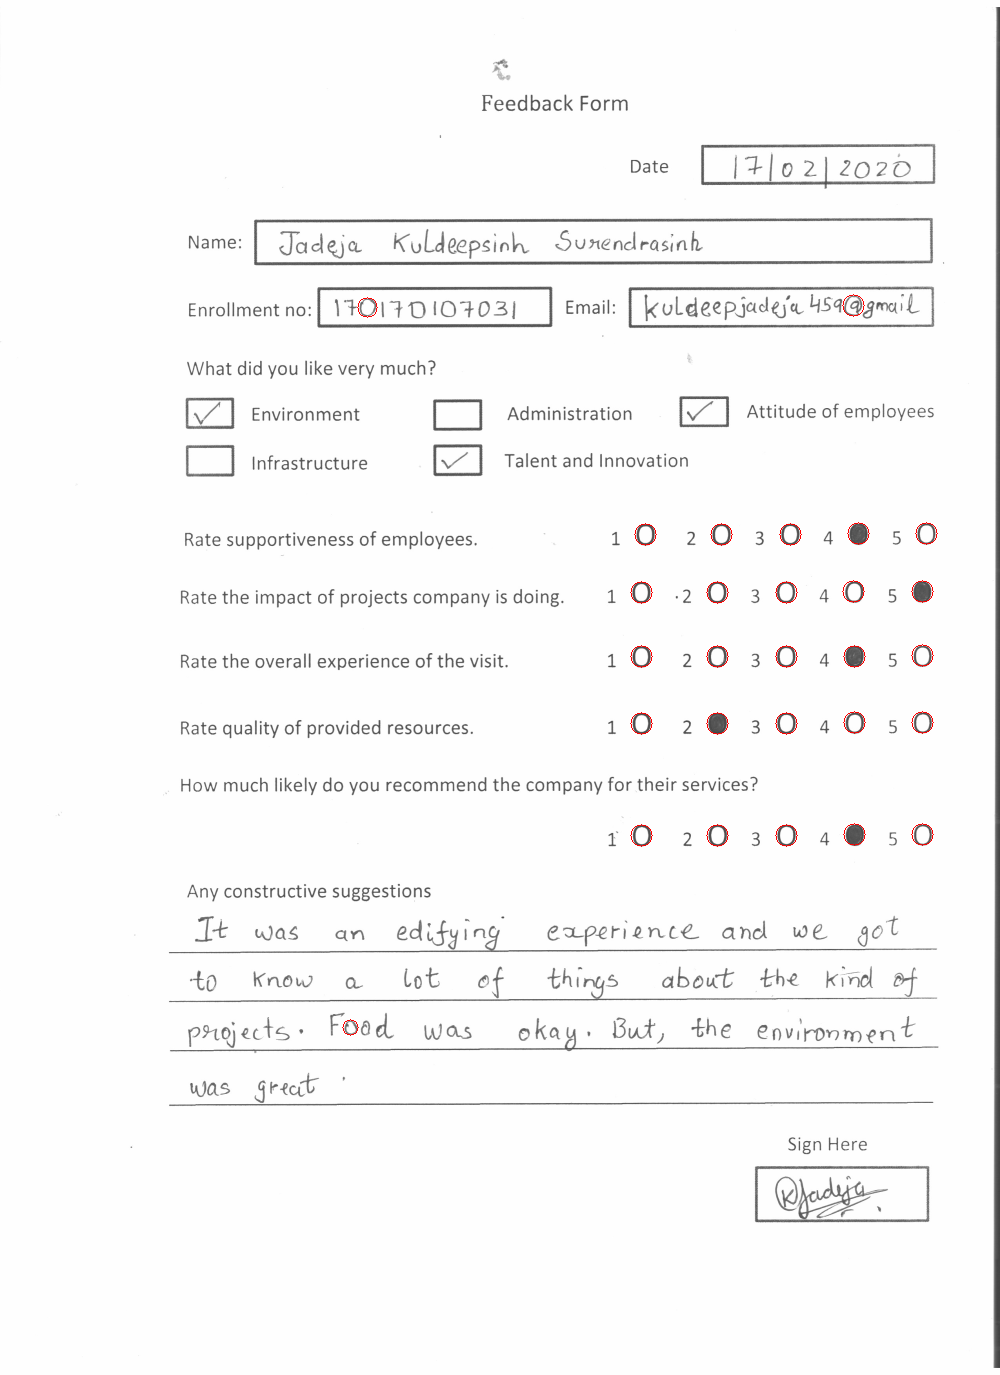 Feedback Form
Date 17/02/2020
Name: Jadeja Kuldeepsinh Surendrasinh
Enrollment no: 170170107031 Email: kuldeepjadeja459@gmail
What did you like very much?
Environment Administration Attitude of employees
Infrastructure Talent and Innovation
Rate supportiveness of employees. 1 2 3 4 5
Rate the impact of projects company is doing. 1 2 3 4 5
Rate the overall experience of the visit. 1 2 3 4 5
Rate quality of provided resources. 1 2 3 4 5
How much likely do you recommend the company for their services?
1 2 3 4 5
Any constructive suggestions
It was an edifying experience and we got
to know a lot of things about the kind of
projects. Food was okay. But, the environment
was great
Sign Here
KJadeja